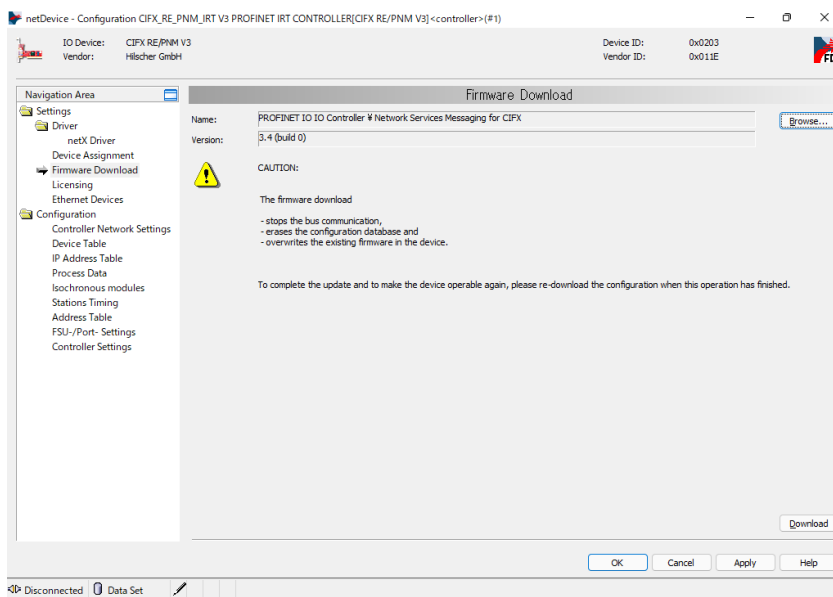 netDevice - Configuration CIFX_RE_PNM_IRT V3 PROFINET IRT CONTROLLER[CIFX RE/PNM V3]<controller>(#1)
IO Device: CIFX RE/PNM V3 Device ID: 0x0203
Vendor: Hilscher GmbH Vendor ID: 0x011E
FD
Navigation Area
Settings
Driver
netX Driver
Device Assignment
Firmware Download
Licensing
Ethernet Devices
Configuration
Controller Network Settings
Device Table
IP Address Table
Process Data
Isochronous modules
Stations Timing
Address Table
FSU-/Port- Settings
Controller Settings
Firmware Download
Name: PROFINET IO IO Controller ¥ Network Services Messaging for CIFX Browse...
Version: 3.4 (build 0)
CAUTION:
The firmware download
- stops the bus communication,
- erases the configuration database and
- overwrites the existing firmware in the device.
To complete the update and to make the device operable again, please re-download the configuration when this operation has finished.
Download
OK Cancel Apply Help
Disconnected Data Set